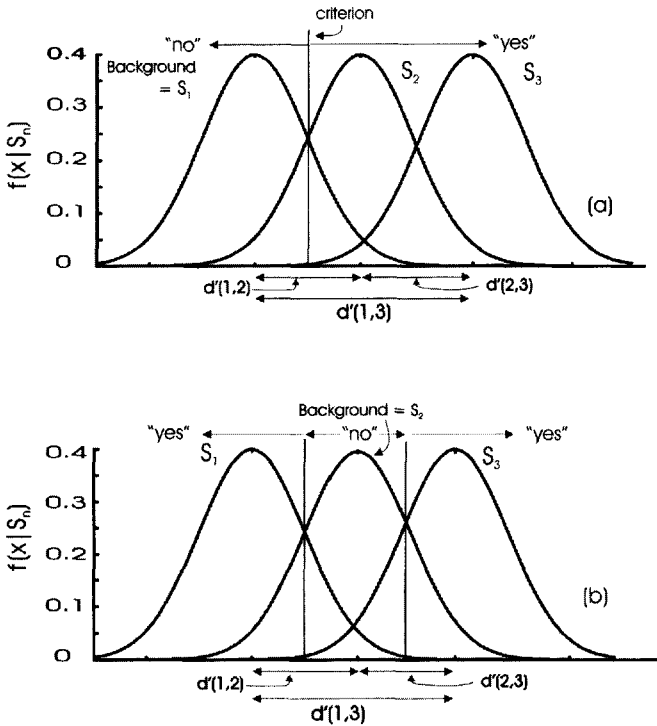 criterion
"no" "yes"
Background
= S₁
S₂
S₃
0.4
0.3
0.2
0.1
0
f(x|Sₙ)
(a)
d'(1,2)
d'(2,3)
d'(1,3)
Background = S₂
"yes" "no" "yes"
S₁
S₃
0.4
0.3
0.2
0.1
0
f(x|Sₙ)
(b)
d'(1,2)
d'(2,3)
d'(1,3)